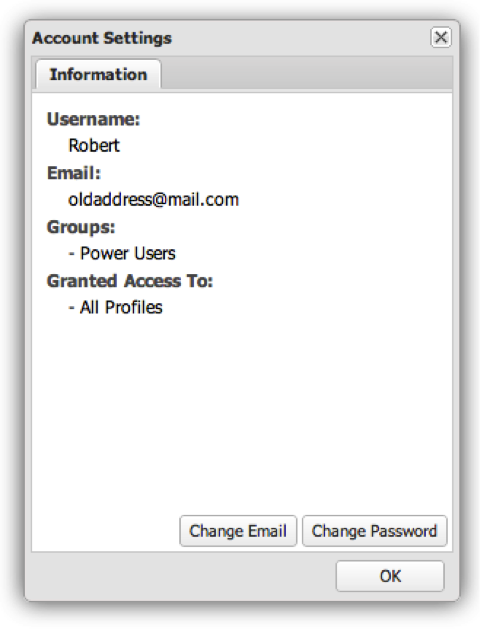 Account Settings
Information
Username:
Robert
Email:
oldaddress@mail.com
Groups:
- Power Users
Granted Access To:
- All Profiles
Change Email Change Password
OK